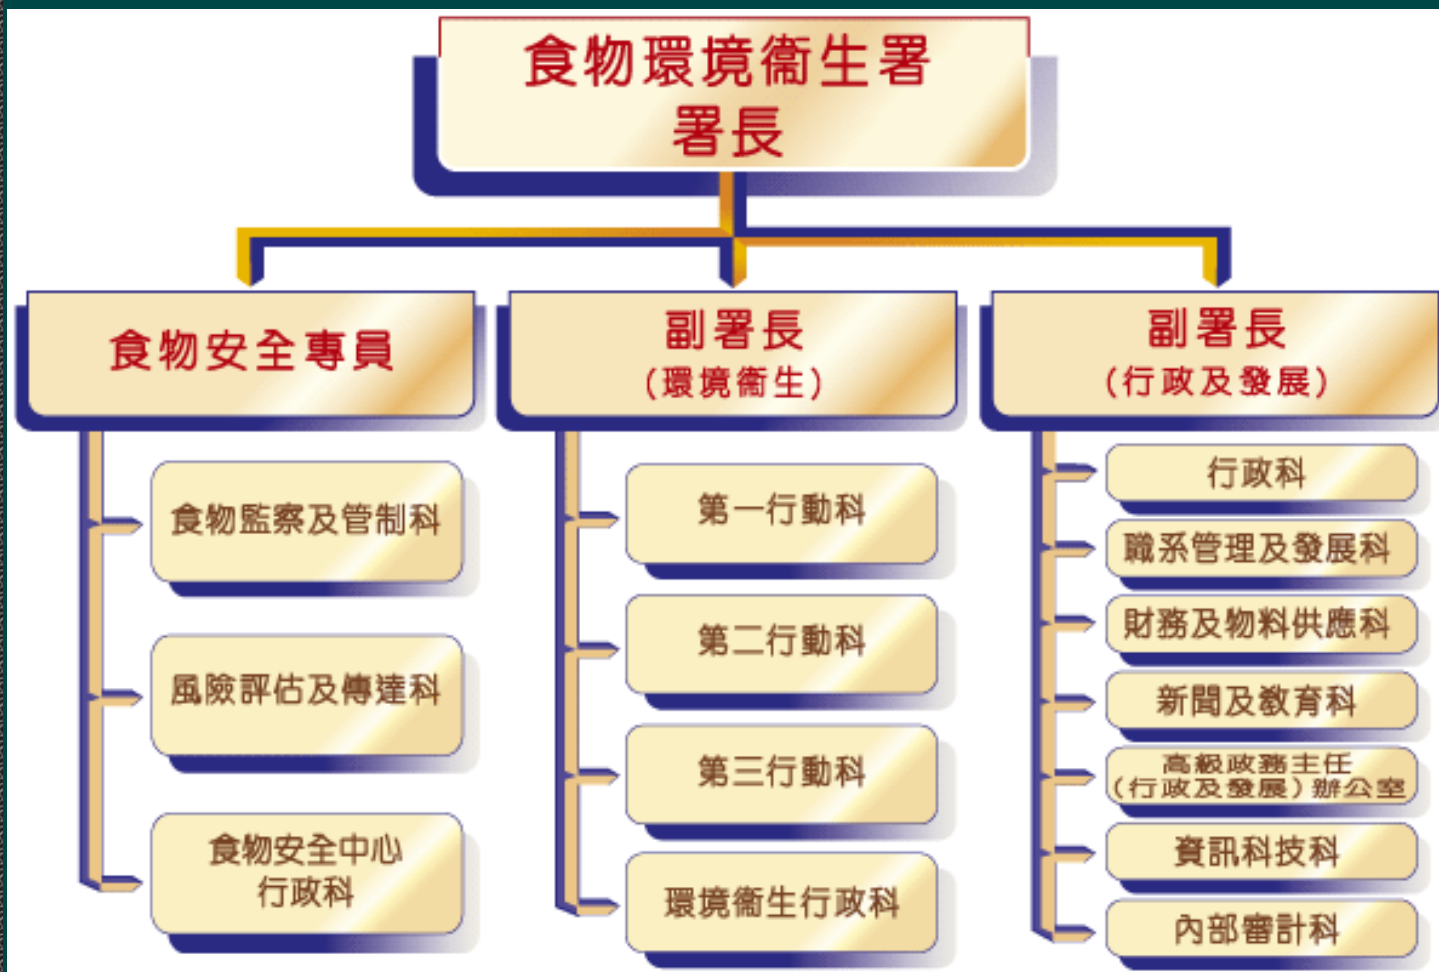 食物環境衞生署
署長
食物安全專員
食物監察及管制科
風險評估及傳達科
食物安全中心
行政科
副署長
(環境衞生)
第一行動科
第二行動科
第三行動科
環境衞生行政科
副署長
(行政及發展)
行政科
職系管理及發展科
財務及物料供應科
新聞及教育科
高級政務主任
(行政及發展)辦公室
資訊科技科
內部審計科